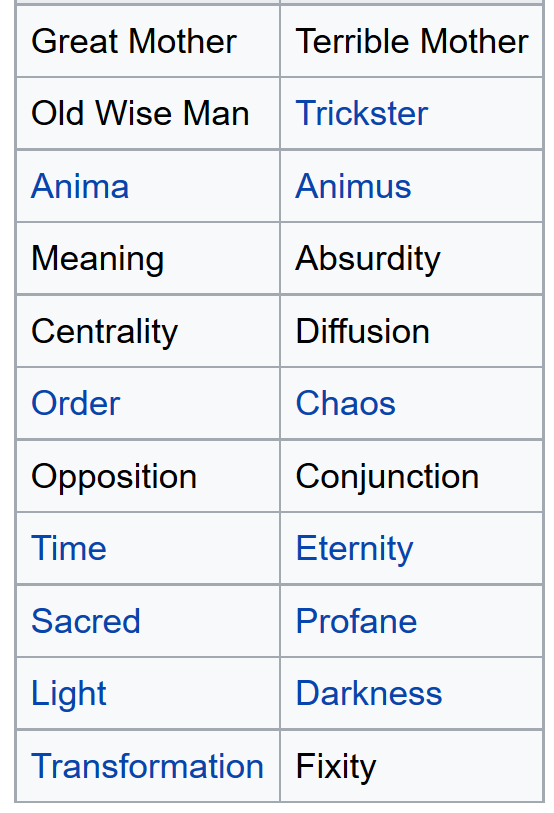 Great Mother Terrible Mother
Old Wise Man Trickster
Anima Animus
Meaning Absurdity
Centrality Diffusion
Order Chaos
Opposition Conjunction
Time Eternity
Sacred Profane
Light Darkness
Transformation Fixity